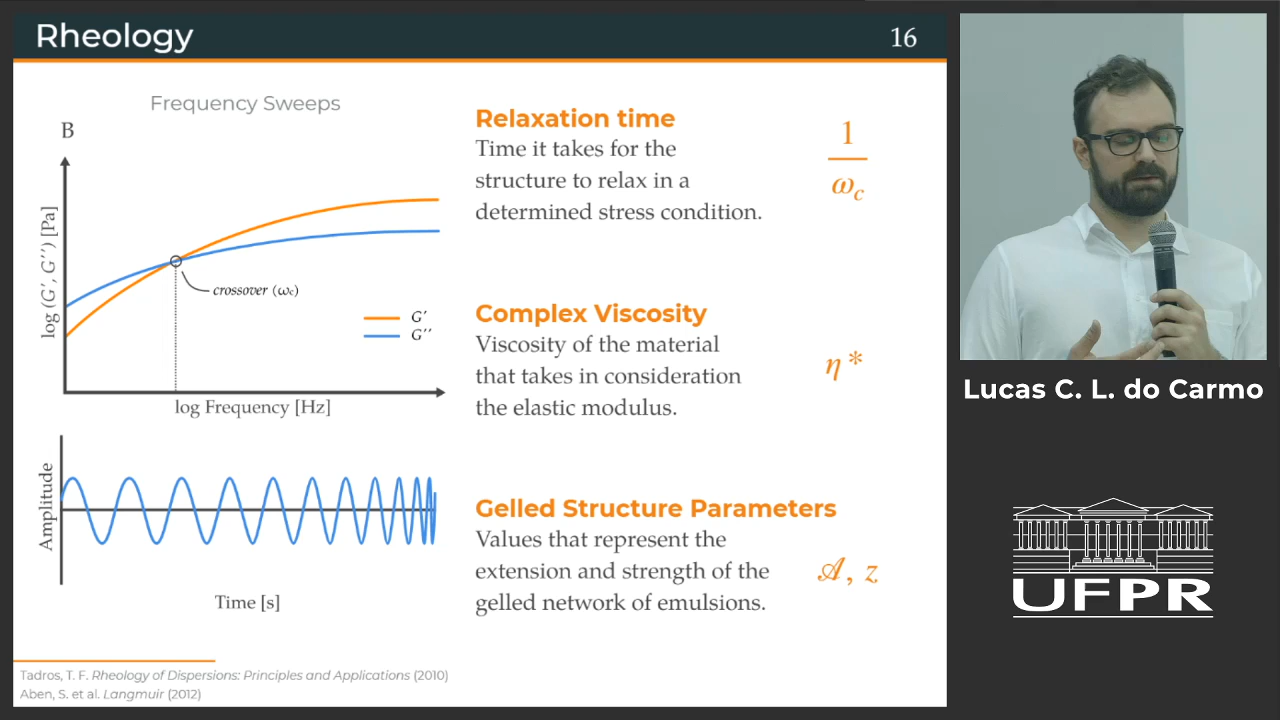 Rheology
16
Frequency Sweeps
B
log (G', G'') [Pa]
crossover (ωc)
G'
G''
log Frequency [Hz]
Amplitude
Time [s]
Relaxation time
Time it takes for the
structure to relax in a
determined stress condition.
1
ωc
Complex Viscosity
Viscosity of the material
that takes in consideration
the elastic modulus.
η *
Gelled Structure Parameters
Values that represent the
extension and strength of the
gelled network of emulsions.
𝒜, z
Tadros, T. F. Rheology of Dispersions: Principles and Applications (2010)
Aben, S. et al. Langmuir (2012)
Lucas C. L. do Carmo
UFPR